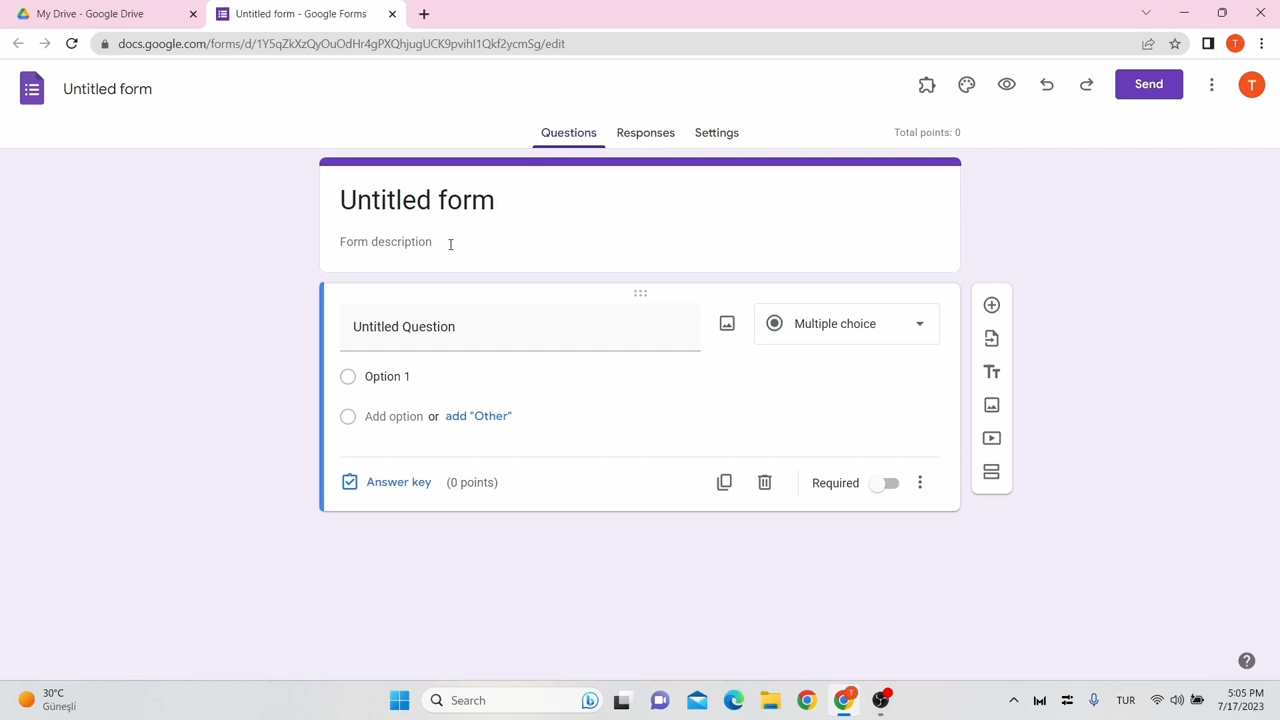 My Drive - Google Drive
Untitled form - Google Forms
docs.google.com/forms/d/1Y5qZkXzQyOuOdHr4gPXQhjugUCK9pvihI1Qkf2ycmSg/edit
T
Untitled form
Send
T
Questions
Responses
Settings
Total points: 0
Untitled form
Form description
Untitled Question
Multiple choice
Option 1
Add option or add "Other"
Answer key (0 points)
Required
Tт
30°C
Güneşli
Search
T
TUR
5:05 PM
7/17/2023